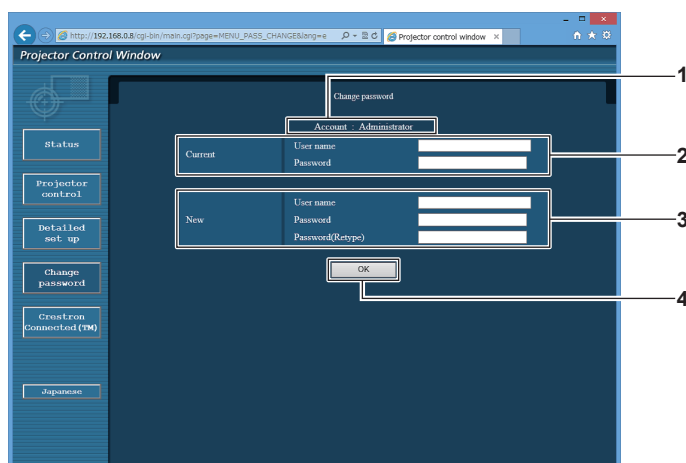 http://192.168.0.8/cgi-bin/main.cgi?page=MENU_PASS_CHANGE&lang=e
Projector control window
Projector Control Window
Change password
1
Account : Administrator
Current
User name
Password
2
New
User name
Password
Password(Retype)
3
OK
4
Status
Projector
control
Detailed
set up
Change
password
Crestron
Connected(TM)
Japanese